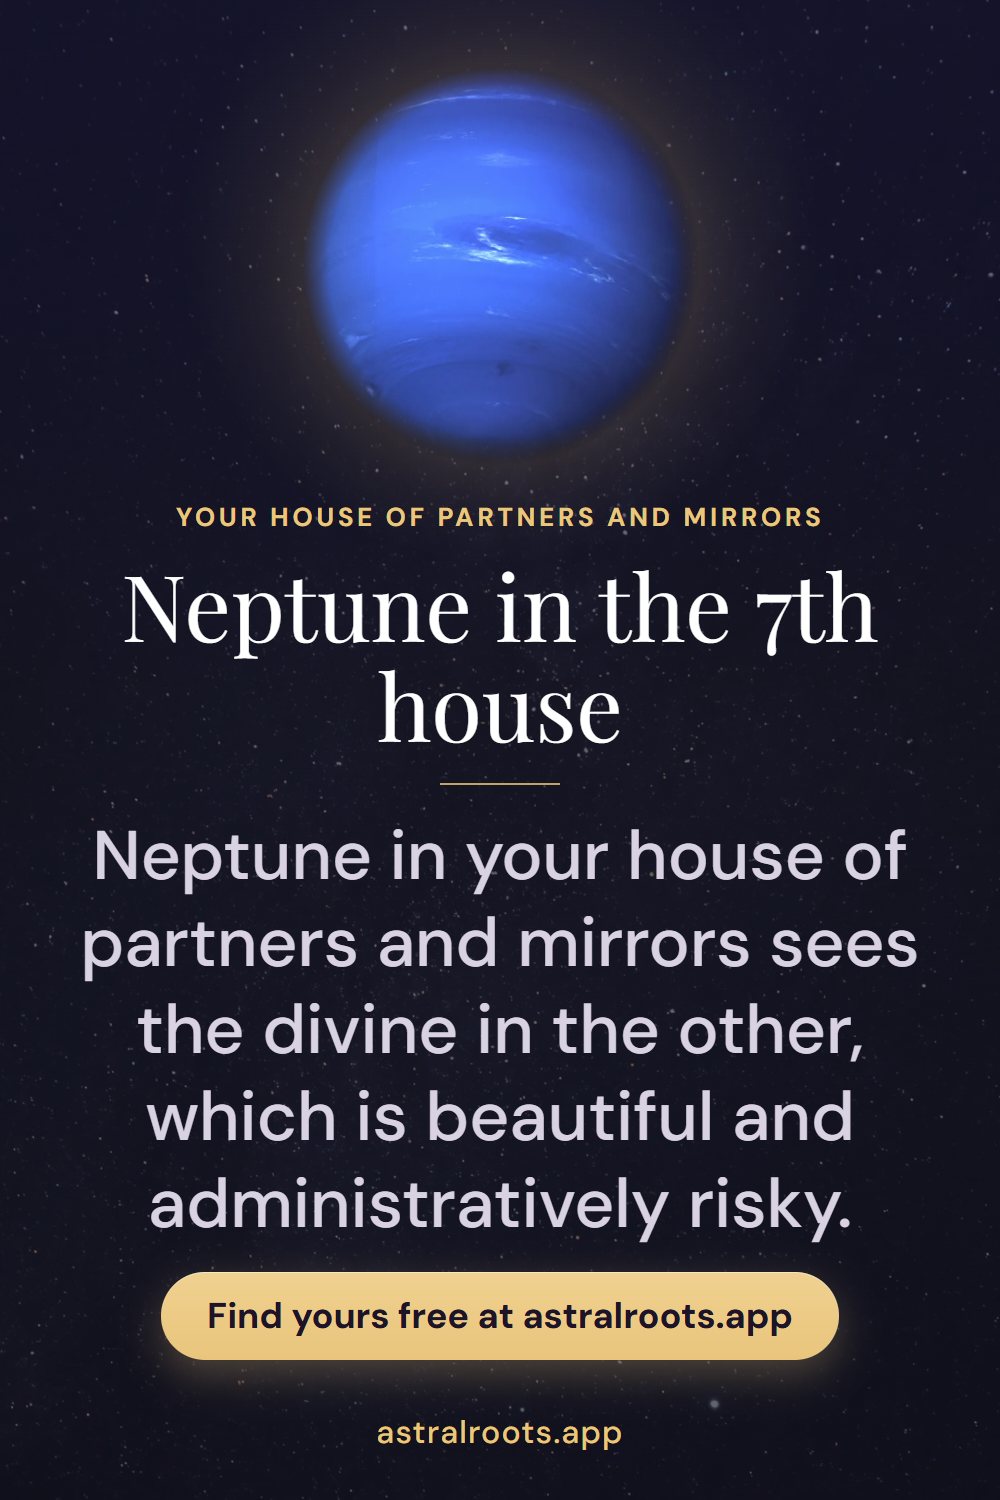 YOUR HOUSE OF PARTNERS AND MIRRORS
Neptune in the 7th
house
Neptune in your house of
partners and mirrors sees
the divine in the other,
which is beautiful and
administratively risky.
Find yours free at astralroots.app
astralroots.app